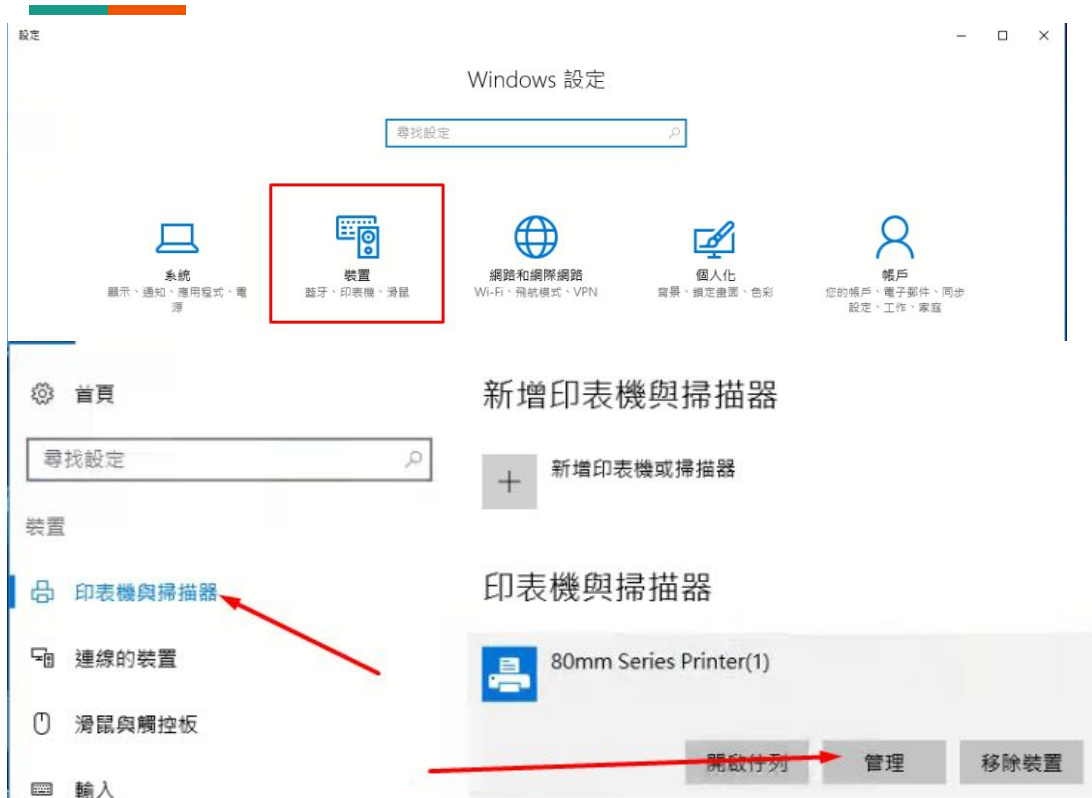 設定
Windows 設定
尋找設定
系統
顯示、通知、應用程式、電
源
裝置
藍牙、印表機、滑鼠
網路和網際網路
Wi-Fi、飛航模式、VPN
個人化
背景、鎖定畫面、色彩
帳戶
您的帳戶、電子郵件、同步
設定、工作、家庭
首頁
尋找設定
裝置
印表機與掃描器
連線的裝置
滑鼠與觸控板
輸入
新增印表機與掃描器
新增印表機或掃描器
印表機與掃描器
80mm Series Printer(1)
開啟佇列 管理 移除裝置